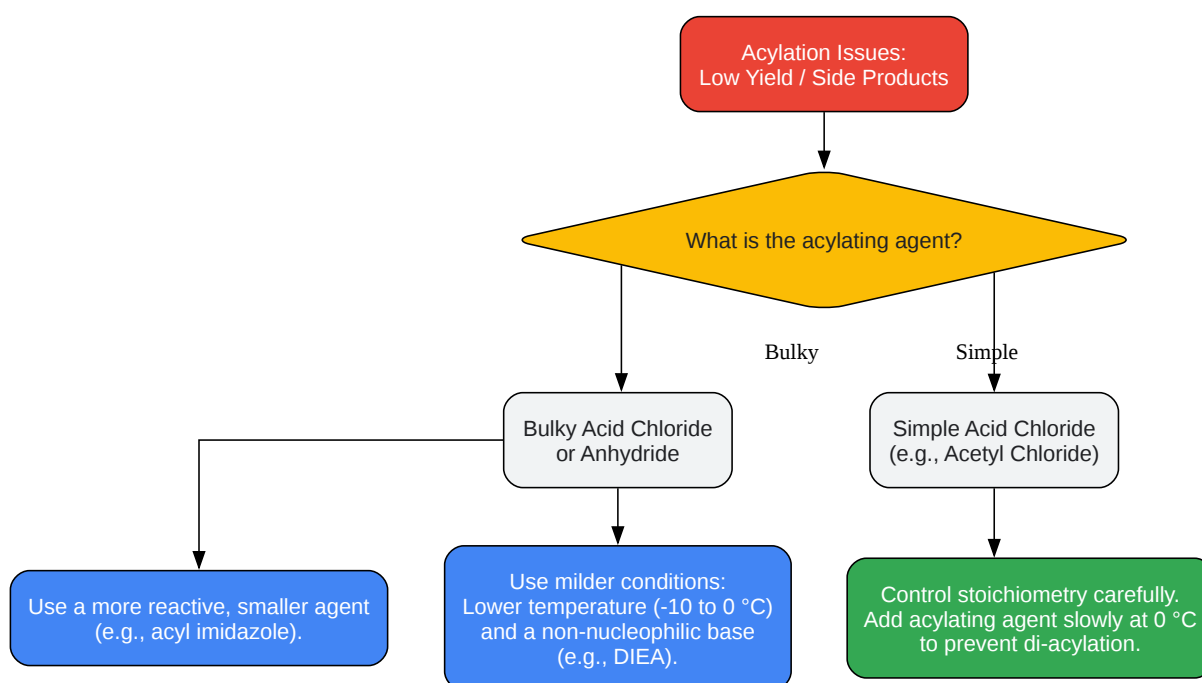 Acylation Issues:
Low Yield / Side Products
What is the acylating agent?
Bulky
Simple
Bulky Acid Chloride
or Anhydride
Simple Acid Chloride
(e.g., Acetyl Chloride)
Use a more reactive, smaller agent
(e.g., acyl imidazole).
Use milder conditions:
Lower temperature (-10 to 0 °C)
and a non-nucleophilic base
(e.g., DIEA).
Control stoichiometry carefully.
Add acylating agent slowly at 0 °C
to prevent di-acylation.